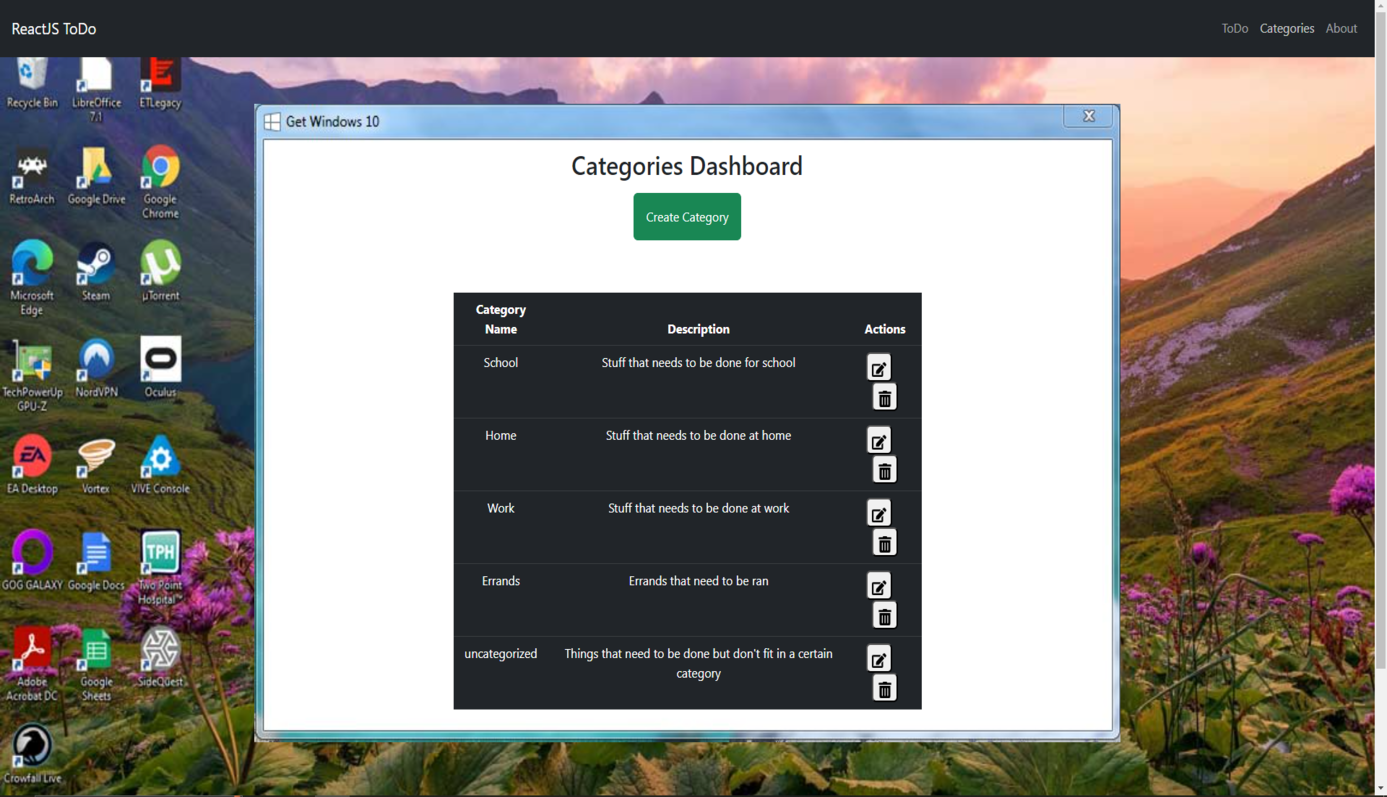 ReactJS ToDo
ToDo Categories About
Recycle Bin
LibreOffice
7.1
ETLegacy
RetroArch
Google Drive
Google
Chrome
Microsoft
Edge
Steam
µTorrent
TechPowerUp
GPU-Z
NordVPN
Oculus
EA
EA Desktop
Vortex
VIVE Console
GOG GALAXY
Google Docs
TPH
Two Point
Hospital™
Adobe
Acrobat DC
Google
Sheets
SideQuest
Crowfall Live
Get Windows 10
X
Categories Dashboard
Create Category
Category
Name
Description
Actions
School
Stuff that needs to be done for school
Home
Stuff that needs to be done at home
Work
Stuff that needs to be done at work
Errands
Errands that need to be ran
uncategorized
Things that need to be done but don't fit in a certain
category